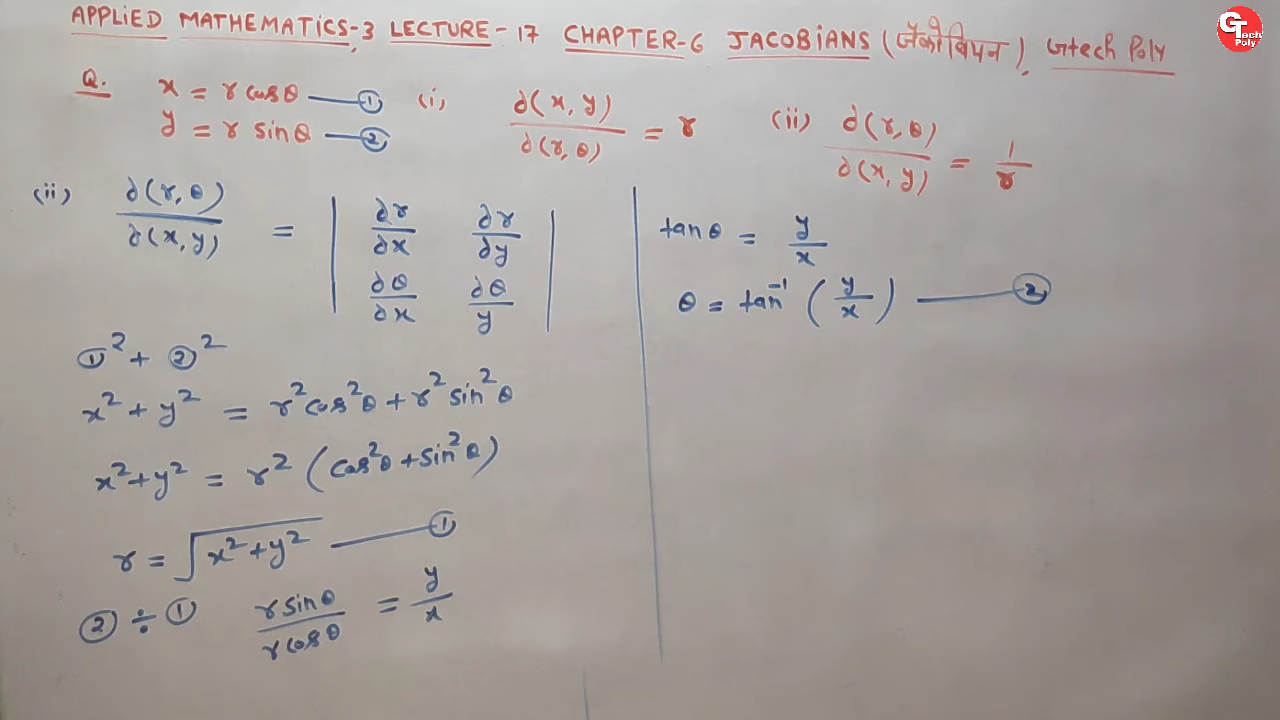 APPLIED MATHEMATICS-3 LECTURE-17 CHAPTER-6 JACOBIANS (जैकोबियन), Gtech Poly
GTech Poly
Q. x = r cosθ — ① (i) ∂(x, y)/∂(r, θ) = r (ii) ∂(r, θ)/∂(x, y) = 1/r
y = r sinθ — ②
(ii) ∂(r, θ)/∂(x, y) = | ∂r/∂x ∂r/∂y |
| ∂θ/∂x ∂θ/y |
①² + ②²
x² + y² = r²cos²θ + r²sin²θ
x² + y² = r² (cos²θ + sin²θ)
r = √(x² + y²) — ①
② ÷ ① r sinθ/r cosθ = y/x
tanθ = y/x
θ = tan⁻¹ (y/x) — ②